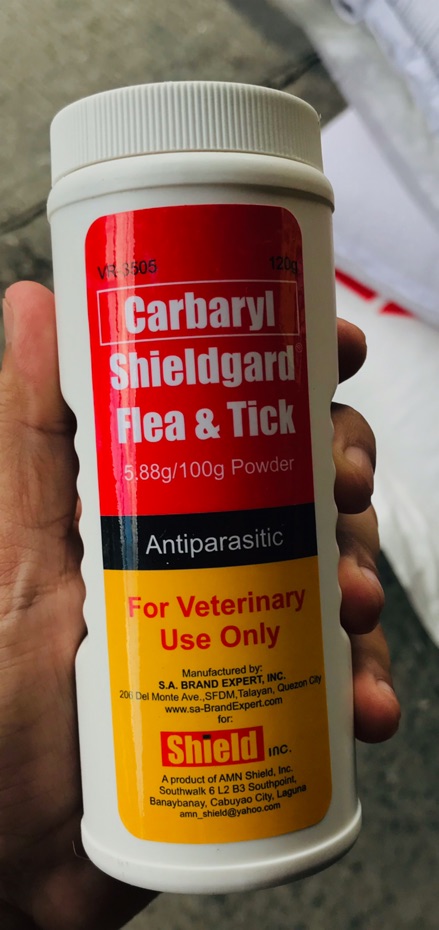 VR-3505 120g
Carbaryl
Shieldgard®
Flea & Tick
5.88g/100g Powder
Antiparasitic
For Veterinary
Use Only
Manufactured by:
S.A. BRAND EXPERT, INC.
206 Del Monte Ave.,SFDM,Talayan, Quezon City
www.sa-BrandExpert.com
for:
Shield INC.
A product of AMN Shield, Inc.
Southwalk 6 L2 B3 Southpoint,
Banaybanay, Cabuyao City, Laguna
amn_shield@yahoo.com